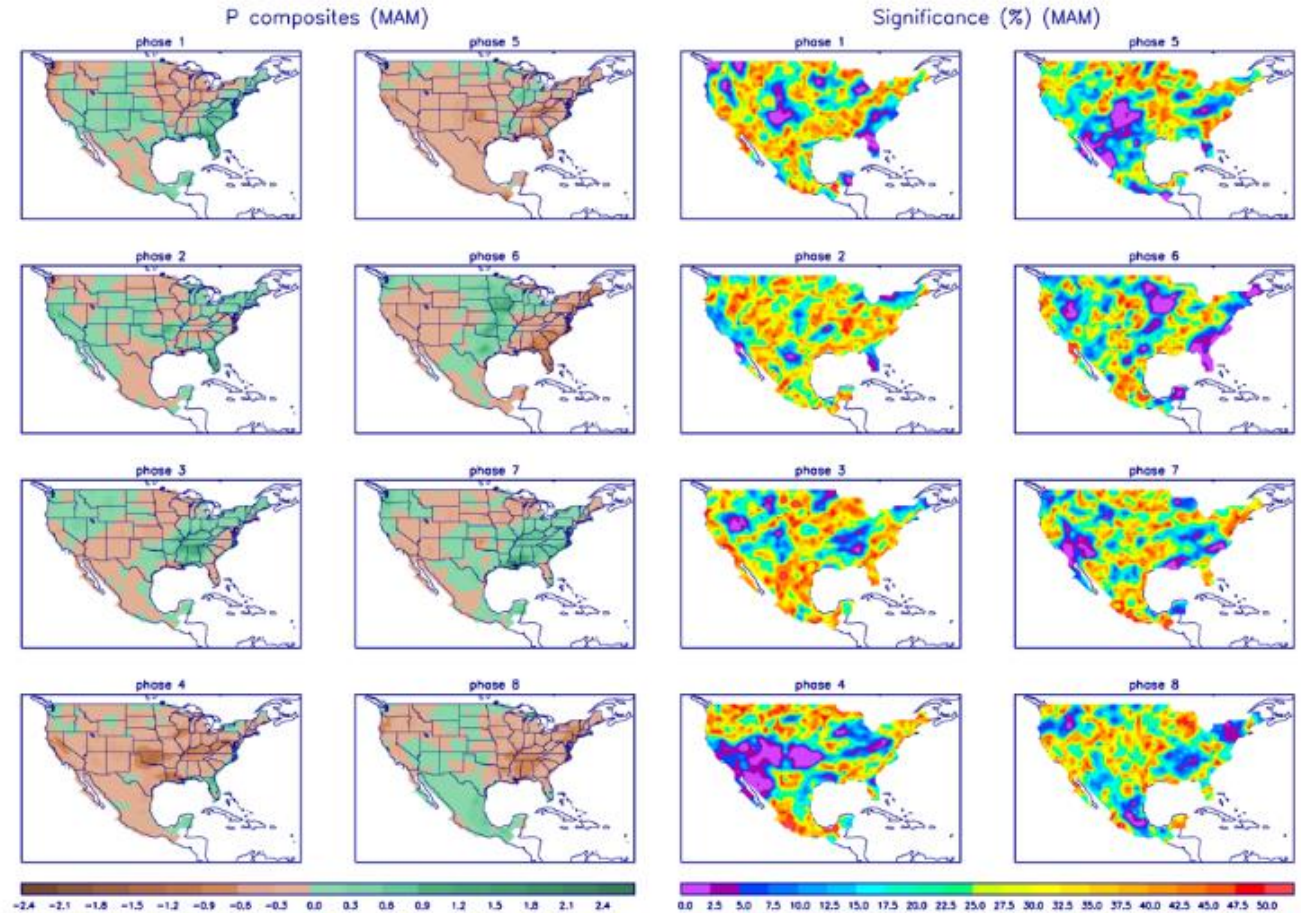 P composites (MAM) Significance (%) (MAM)
phase 1 phase 5 phase 1 phase 5
phase 2 phase 6 phase 2 phase 6
phase 3 phase 7 phase 3 phase 7
phase 4 phase 8 phase 4 phase 8
-2.4 -2.1 -1.8 -1.5 -1.2 -0.9 -0.6 -0.3 0.0 0.3 0.6 0.9 1.2 1.5 1.8 2.1 2.4 0.0 2.5 5.0 7.5 10.0 12.5 15.0 17.5 20.0 22.5 25.0 27.5 30.0 32.5 35.0 37.5 40.0 42.5 45.0 47.5 50.0